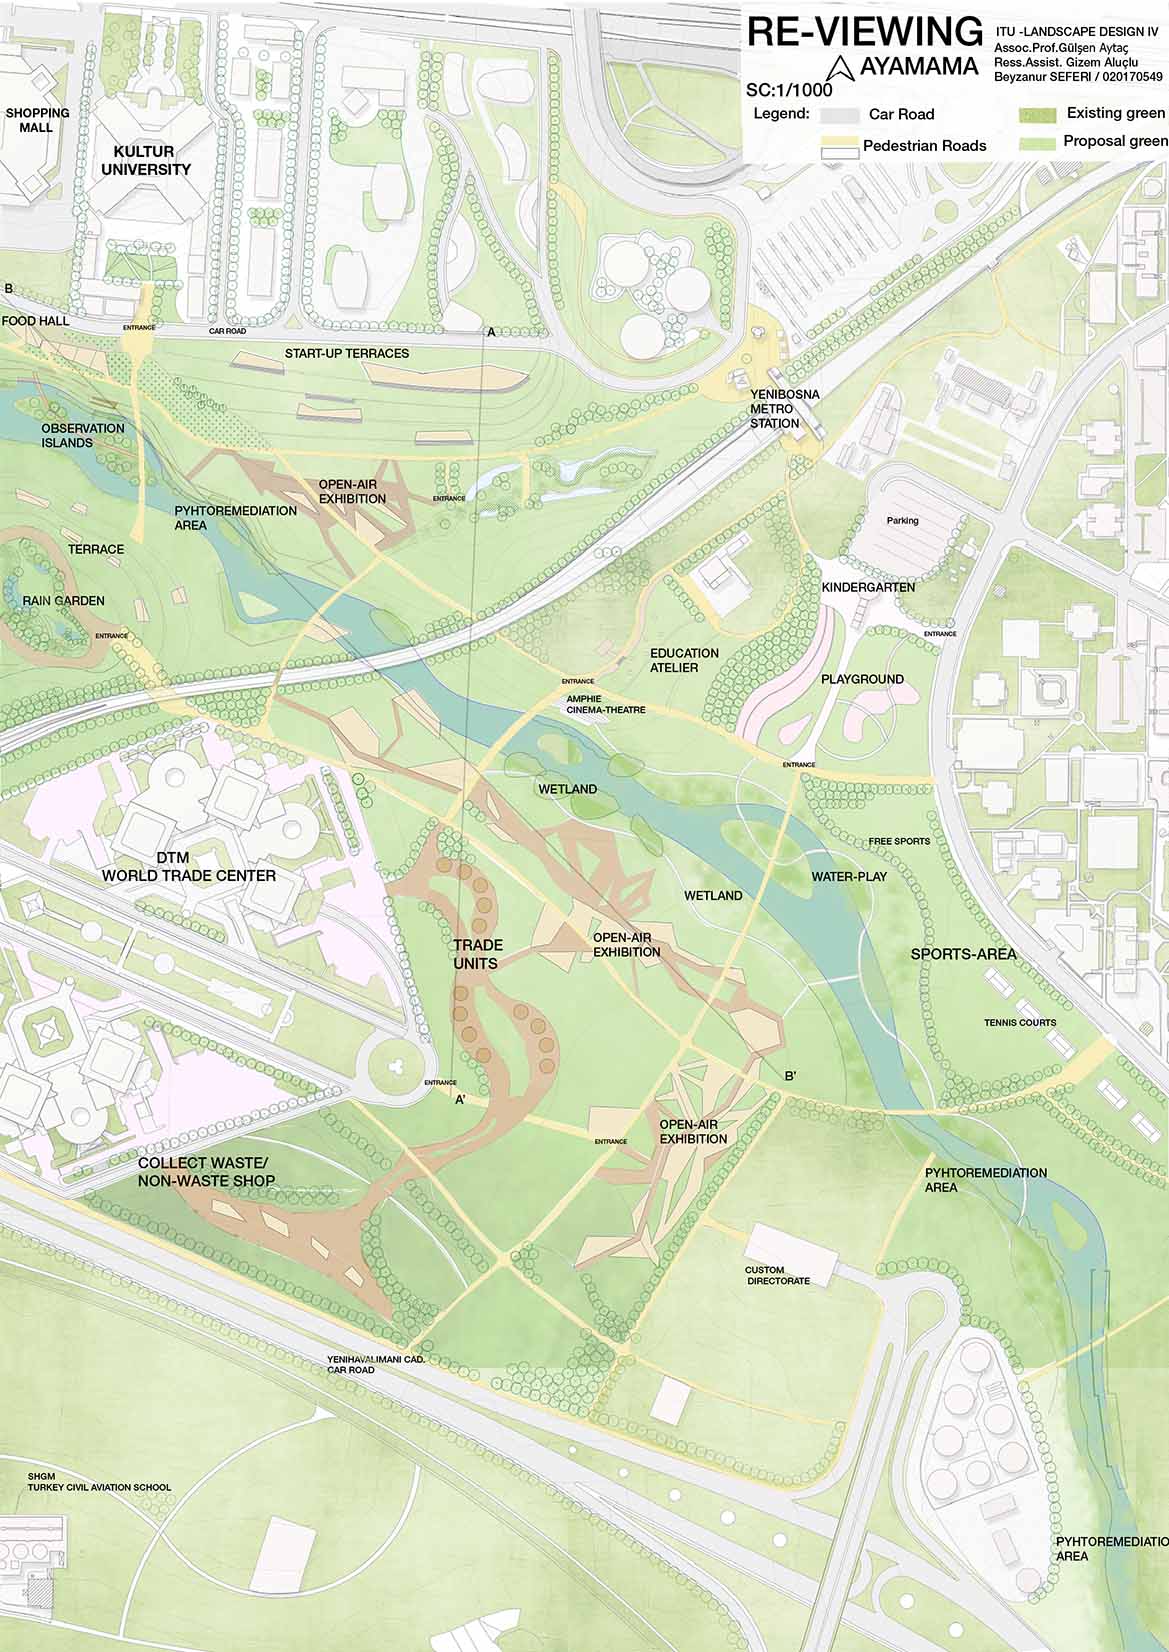 RE-VIEWING
AYAMAMA
SC:1/1000
ITU -LANDSCAPE DESIGN IV
Assoc.Prof.Gülşen Aytaç
Ress.Assist. Gizem Aluçlu
Beyzanur SEFERI / 020170549
Legend:
Car Road
Existing green
Pedestrian Roads
Proposal green
SHOPPING
MALL
KULTUR
UNIVERSITY
B
FOOD HALL
ENTRANCE
CAR ROAD
A
START-UP TERRACES
YENIBOSNA
METRO
STATION
OBSERVATION
ISLANDS
OPEN-AIR
EXHIBITION
ENTRANCE
PYHTOREMEDIATION
AREA
Parking
TERRACE
KINDERGARTEN
RAIN GARDEN
ENTRANCE
ENTRANCE
EDUCATION
ATELIER
PLAYGROUND
ENTRANCE
AMPHIE
CINEMA-THEATRE
ENTRANCE
WETLAND
FREE SPORTS
DTM
WORLD TRADE CENTER
WATER-PLAY
WETLAND
TRADE
UNITS
OPEN-AIR
EXHIBITION
SPORTS-AREA
TENNIS COURTS
ENTRANCE
A'
B'
OPEN-AIR
EXHIBITION
ENTRANCE
COLLECT WASTE/
NON-WASTE SHOP
PYHTOREMEDIATION
AREA
CUSTOM
DIRECTORATE
YENIHAVALIMANI CAD.
CAR ROAD
SHGM
TURKEY CIVIL AVIATION SCHOOL
PYHTOREMEDIATIO
AREA